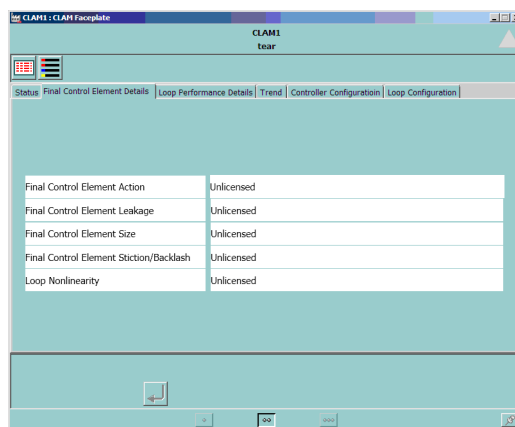 CLAM1 : CLAM Faceplate
CLAM1
tear
Status Final Control Element Details Loop Performance Details Trend Controller Configuratioin Loop Configuration
Final Control Element Action Unlicensed
Final Control Element Leakage Unlicensed
Final Control Element Size Unlicensed
Final Control Element Stiction/Backlash Unlicensed
Loop Nonlinearity Unlicensed